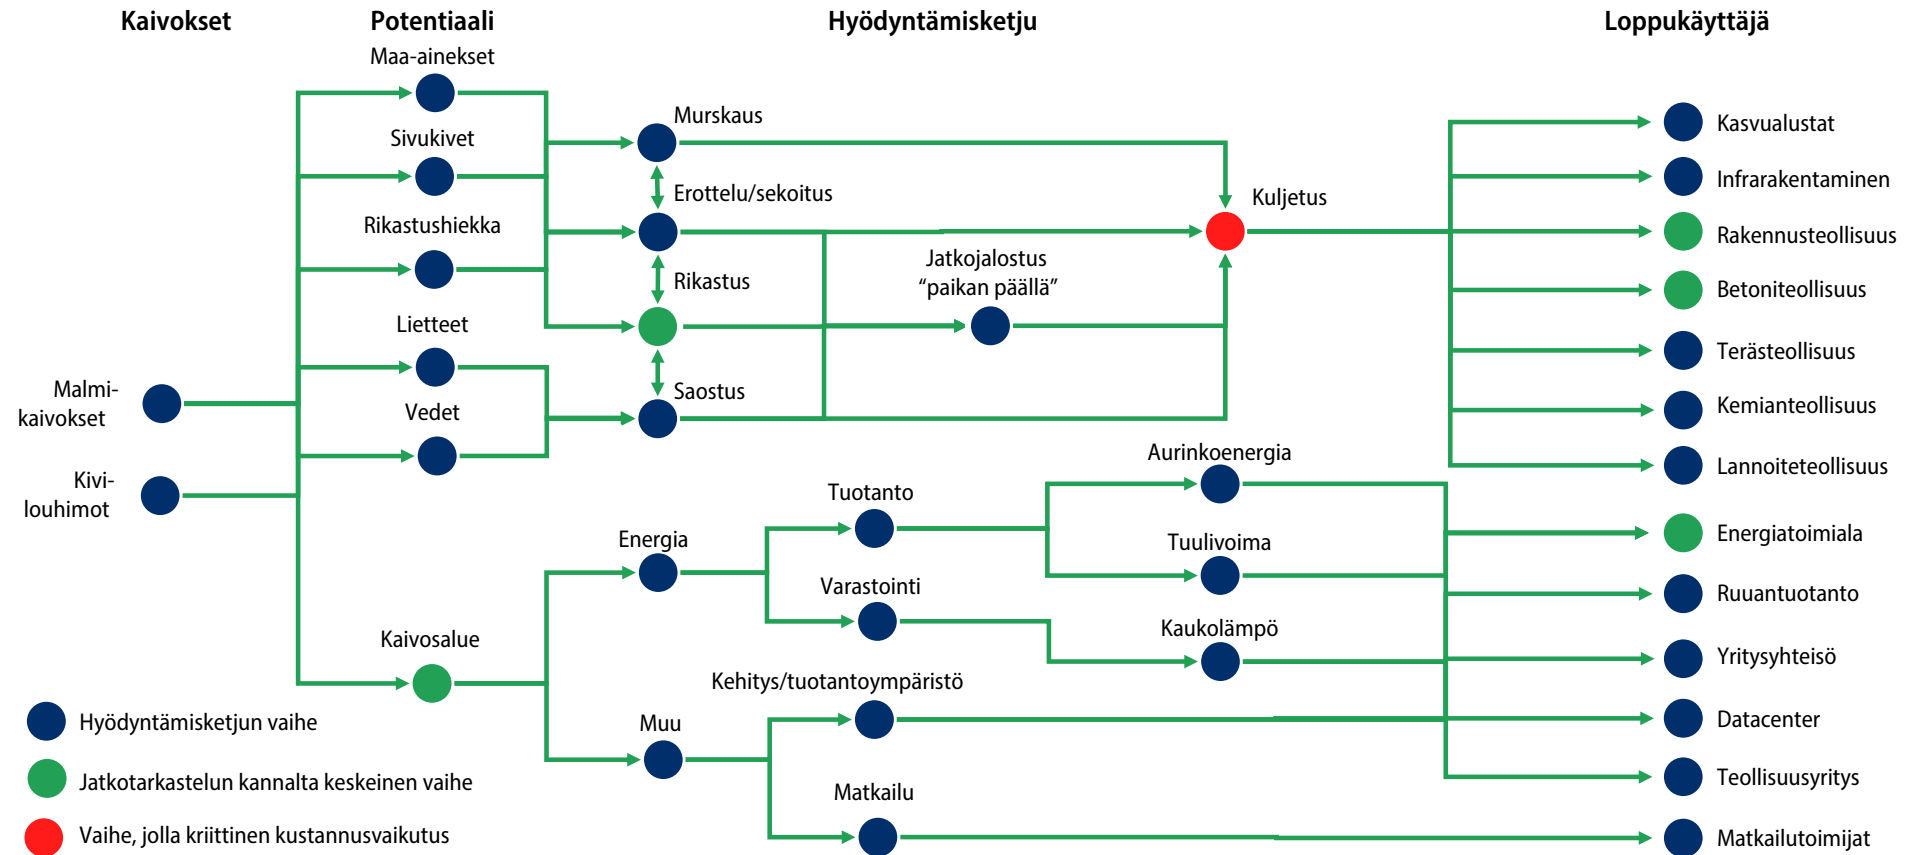 Kaivokset
Potentiaali
Hyödyntämisketju
Loppukäyttäjä
Malmi-
kaivokset
Kivi-
louhimot
Maa-ainekset
Sivukivet
Rikastushiekka
Lietteet
Vedet
Kaivosalue
Murskaus
Erottelu/sekoitus
Rikastus
Saostus
Jatkojalostus
“paikan päällä”
Kuljetus
Energia
Muu
Tuotanto
Varastointi
Kehitys/tuotantoympäristö
Matkailu
Aurinkoenergia
Tuulivoima
Kaukolämpö
Kasvualustat
Infrarakentaminen
Rakennusteollisuus
Betoniteollisuus
Terästeollisuus
Kemianteollisuus
Lannoiteteollisuus
Energiatoimiala
Ruuantuotanto
Yritysyhteisö
Datacenter
Teollisuusyritys
Matkailutoimijat
Hyödyntämisketjun vaihe
Jatkotarkastelun kannalta keskeinen vaihe
Vaihe, jolla kriittinen kustannusvaikutus